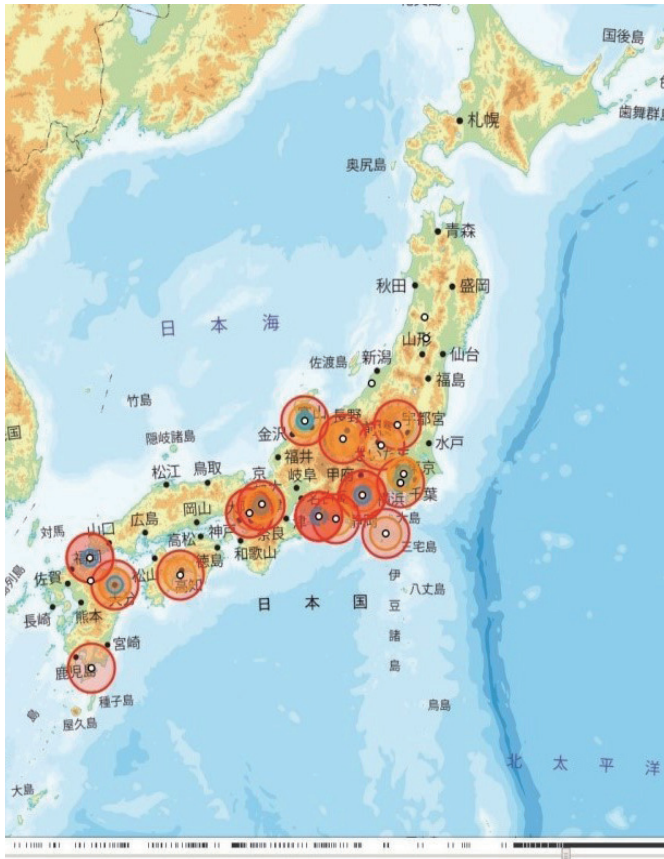 国後島
歯舞群島
札幌
奥尻島
青森
秋田
盛岡
山形
仙台
日本海
佐渡島
新潟
福島
竹島
長野
宇都宮
金沢
水戸
隠岐諸島
福井
甲府
松江
鳥取
岐阜
横浜
千葉
岡山
対馬
山口
広島
神戸
奈良
大島
三宅島
高松
和歌山
徳島
福岡
佐賀
松山
高知
大分
日本国
伊豆諸島
八丈島
長崎
熊本
宮崎
鹿児島
種子島
鳥島
屋久島
島
北太平洋
大島